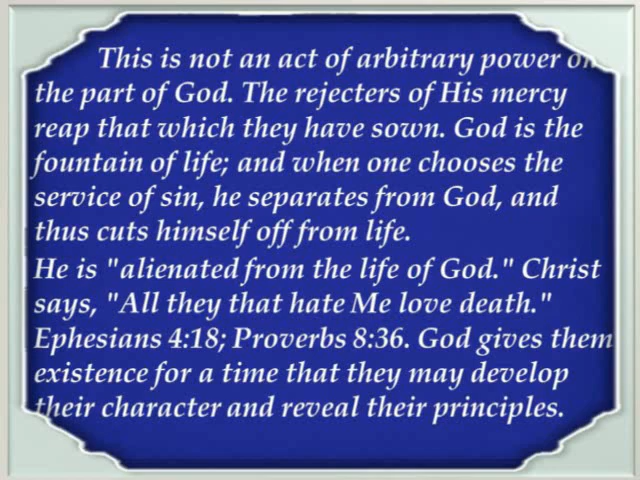 This is not an act of arbitrary power on
the part of God. The rejecters of His mercy
reap that which they have sown. God is the
fountain of life; and when one chooses the
service of sin, he separates from God, and
thus cuts himself off from life.
He is "alienated from the life of God." Christ
says, "All they that hate Me love death."
Ephesians 4:18; Proverbs 8:36. God gives them
existence for a time that they may develop
their character and reveal their principles.